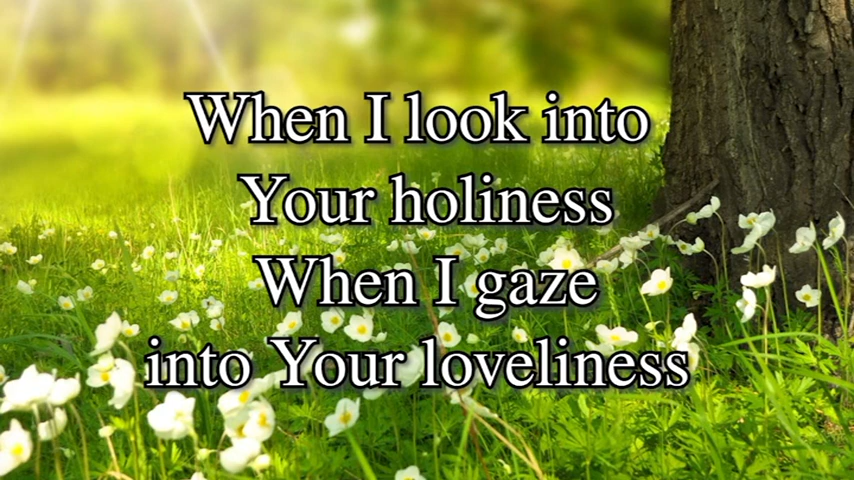 When I look into
Your holiness
When I gaze
into Your loveliness